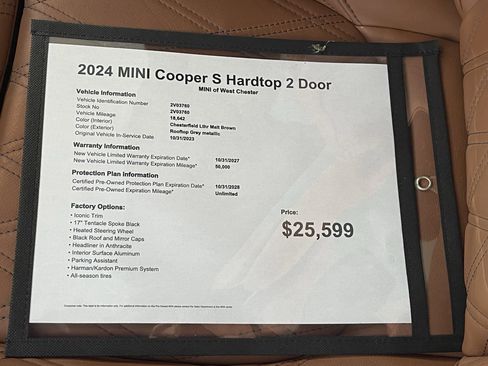 2024 MINI Cooper S Hardtop 2 Door
MINI of West Chester
Vehicle Information
Vehicle Identification Number 2V03760
Stock No 2V03760
Vehicle Mileage 18,642
Color (Interior) Chesterfield Lthr Malt Brown
Color (Exterior) Rooftop Grey metallic
Original Vehicle In-Service Date 10/31/2023
Warranty Information
New Vehicle Limited Warranty Expiration Date* 10/31/2027
New Vehicle Limited Warranty Expiration Mileage* 50,000
Protection Plan Information
Certified Pre-Owned Protection Plan Expiration Date* 10/31/2028
Certified Pre-Owned Expiration Mileage* Unlimited
Factory Options:
• Iconic Trim
• 17" Tentacle Spoke Black
• Heated Steering Wheel
• Black Roof and Mirror Caps
• Headliner in Anthracite
• Interior Surface Aluminum
• Parking Assistant
• Harman/Kardon Premium System
• All-season tires
Price:
$25,599